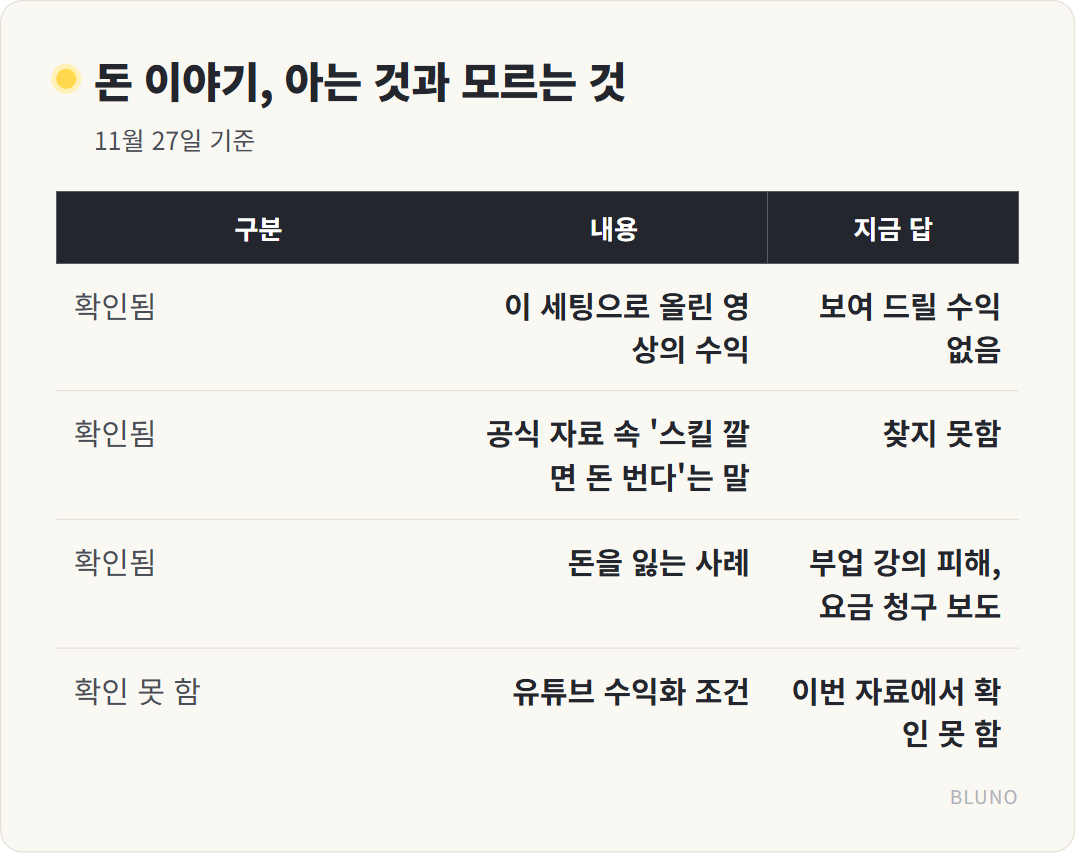 돈 이야기, 아는 것과 모르는 것
11월 27일 기준
구분 내용 지금 답
확인됨 이 세팅으로 올린 영 보여 드릴 수익
상의 수익 없음
확인됨 공식 자료 속 '스킬 깔 찾지 못함
면 돈 번다'는 말
확인됨 돈을 잃는 사례 부업 강의 피해,
요금 청구 보도
확인 못 함 유튜브 수익화 조건 이번 자료에서 확
인 못 함
BLUNO